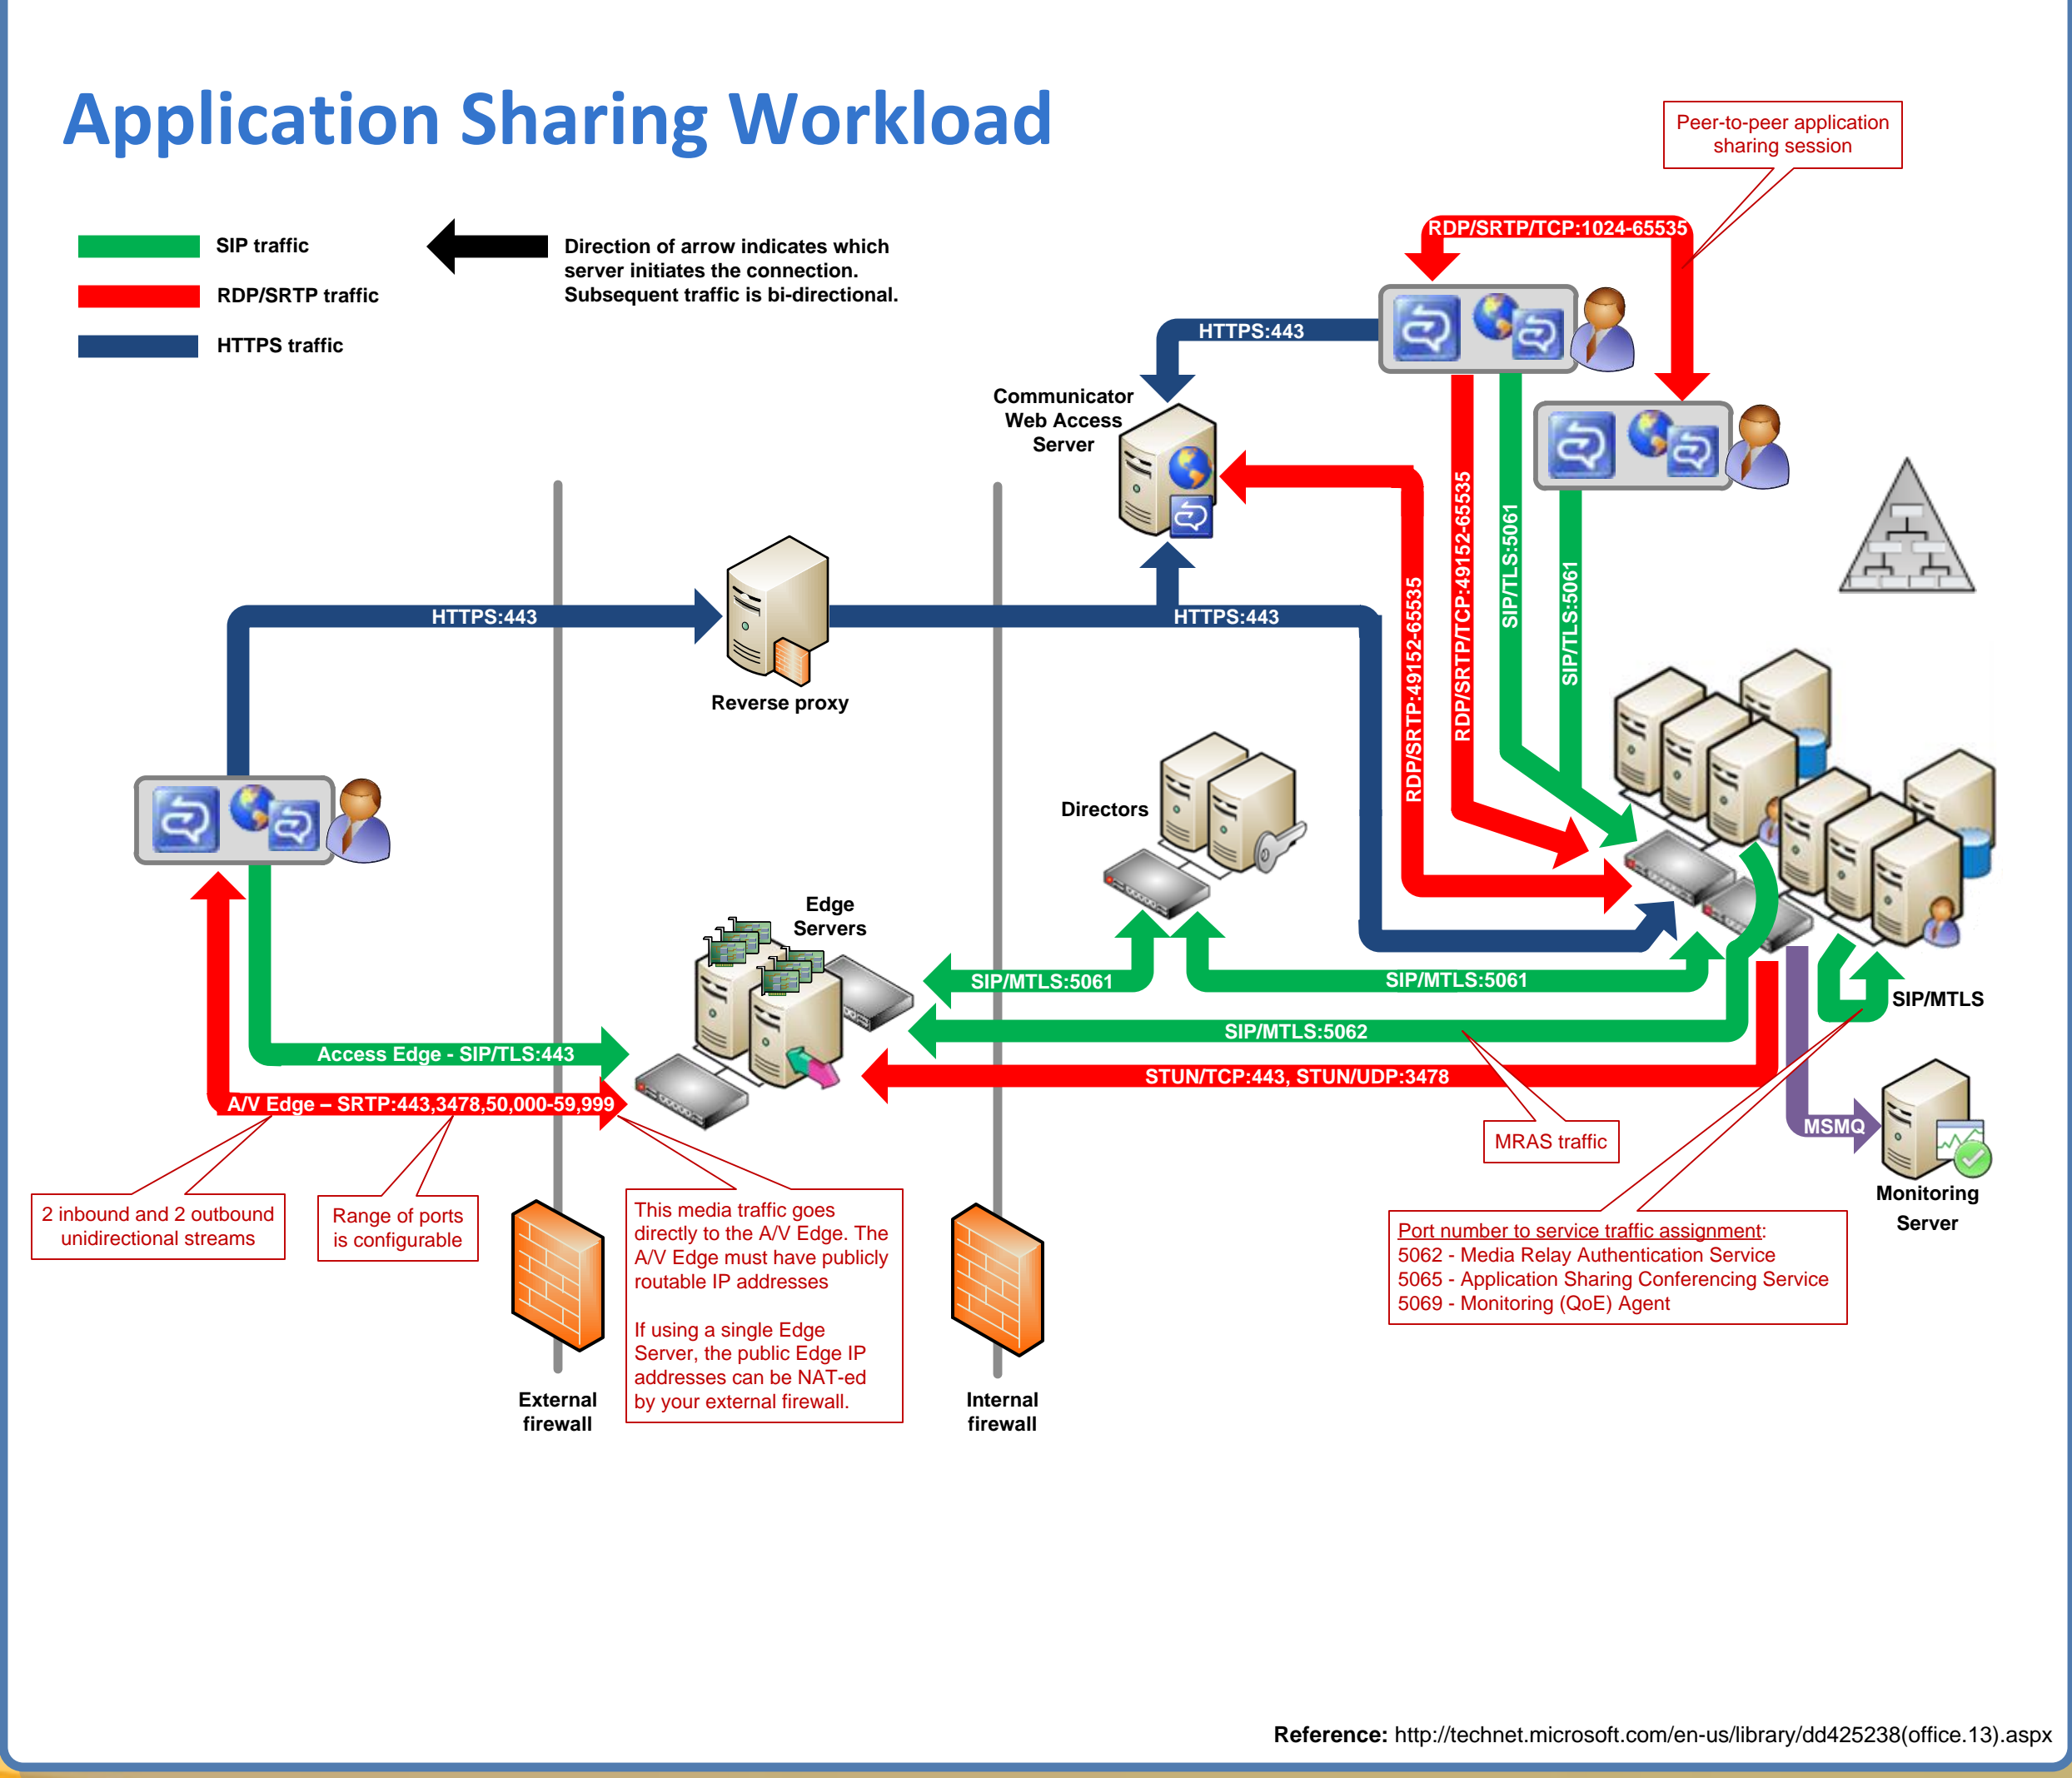 Application Sharing Workload
Peer-to-peer application
sharing session
SIP traffic
RDP/SRTP traffic
HTTPS traffic
Direction of arrow indicates which
server initiates the connection.
Subsequent traffic is bi-directional.
RDP/SRTP/TCP:1024-65535
HTTPS:443
Communicator
Web Access
Server
RDP/SRTP:49152-65535
RDP/SRTP/TCP:49152-65535
SIP/TLS:5061
SIP/TLS:5061
HTTPS:443
HTTPS:443
Reverse proxy
Directors
Edge
Servers
SIP/MTLS:5061
SIP/MTLS:5061
SIP/MTLS
SIP/MTLS:5062
Access Edge - SIP/TLS:443
STUN/TCP:443, STUN/UDP:3478
A/V Edge – SRTP:443,3478,50,000-59,999
MSMQ
MRAS traffic
Monitoring
Server
2 inbound and 2 outbound
unidirectional streams
Range of ports
is configurable
This media traffic goes
directly to the A/V Edge. The
A/V Edge must have publicly
routable IP addresses
If using a single Edge
Server, the public Edge IP
addresses can be NAT-ed
by your external firewall.
Port number to service traffic assignment:
5062 - Media Relay Authentication Service
5065 - Application Sharing Conferencing Service
5069 - Monitoring (QoE) Agent
External
firewall
Internal
firewall
Reference: http://technet.microsoft.com/en-us/library/dd425238(office.13).aspx